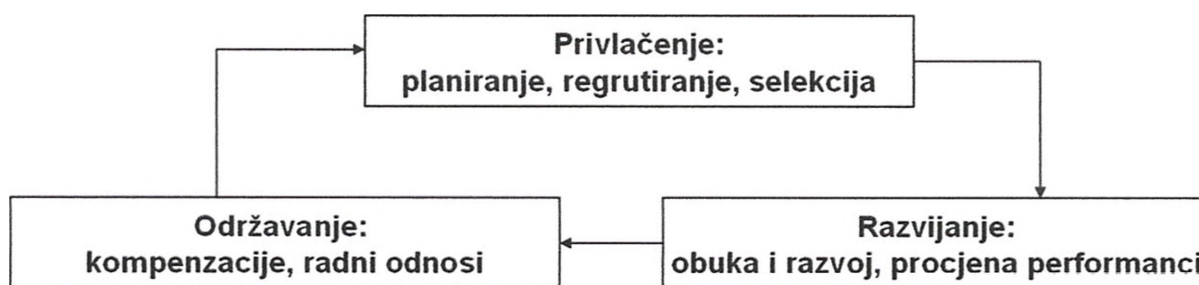 Privlačenje:
planiranje, regrutiranje, selekcija
Održavanje:
kompenzacije, radni odnosi
Razvijanje:
obuka i razvoj, procjena performanci